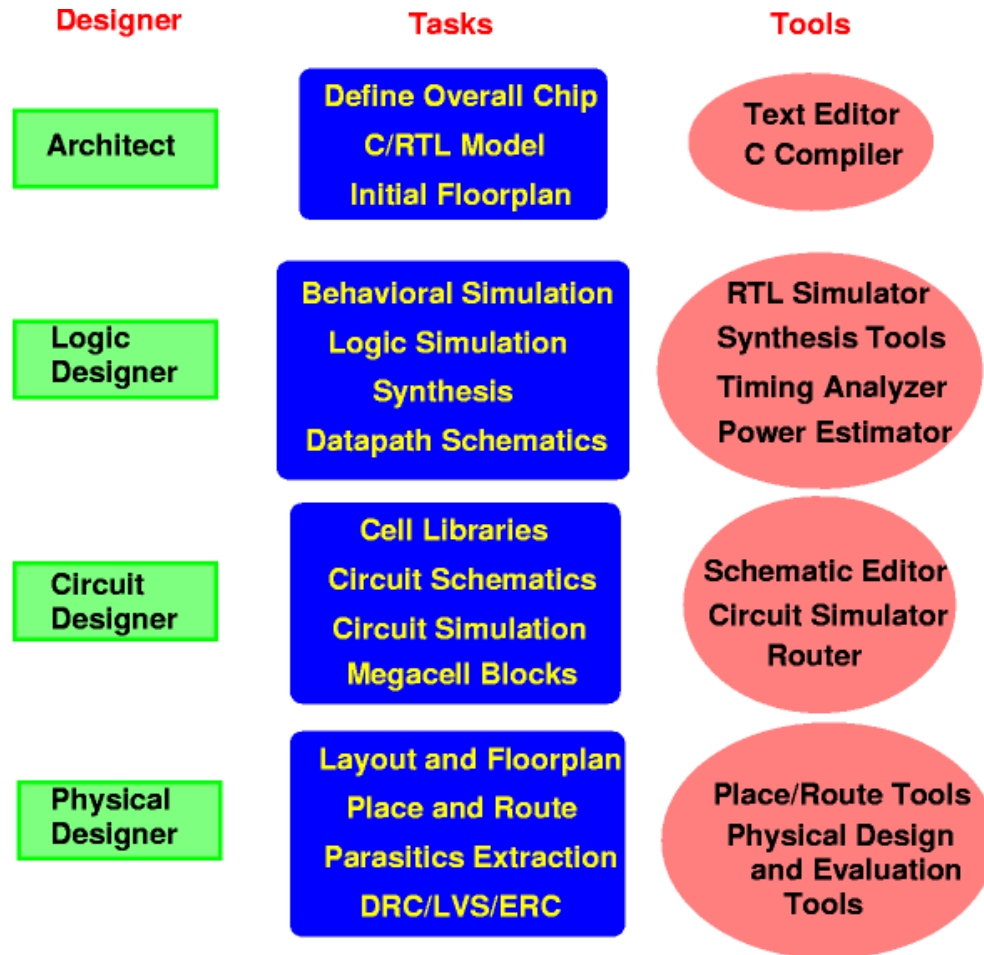 Designer Tasks Tools
Architect
Define Overall Chip
C/RTL Model
Initial Floorplan
Text Editor
C Compiler
Logic
Designer
Behavioral Simulation
Logic Simulation
Synthesis
Datapath Schematics
RTL Simulator
Synthesis Tools
Timing Analyzer
Power Estimator
Circuit
Designer
Cell Libraries
Circuit Schematics
Circuit Simulation
Megacell Blocks
Schematic Editor
Circuit Simulator
Router
Physical
Designer
Layout and Floorplan
Place and Route
Parasitics Extraction
DRC/LVS/ERC
Place/Route Tools
Physical Design
and Evaluation
Tools